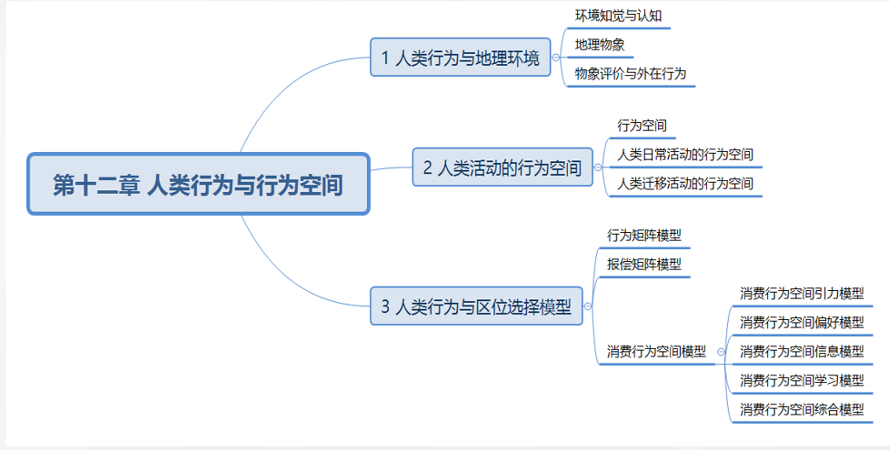 第十二章 人类行为与行为空间
1 人类行为与地理环境
环境知觉与认知
地理物象
物象评价与外在行为
2 人类活动的行为空间
行为空间
人类日常活动的行为空间
人类迁移活动的行为空间
3 人类行为与区位选择模型
行为矩阵模型
报偿矩阵模型
消费行为空间模型
消费行为空间引力模型
消费行为空间偏好模型
消费行为空间信息模型
消费行为空间学习模型
消费行为空间综合模型